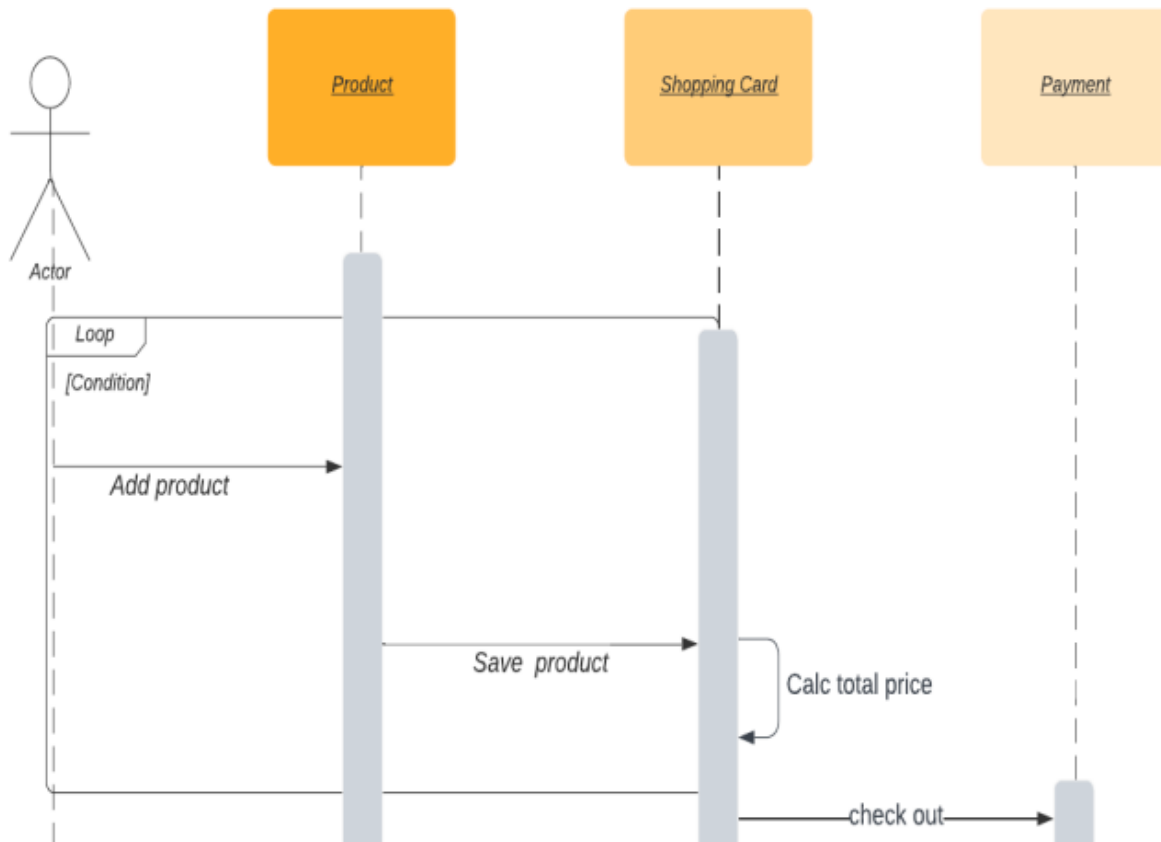 Product
Shopping Card
Payment
Actor
Loop
[Condition]
Add product
Save product
Calc total price
check out